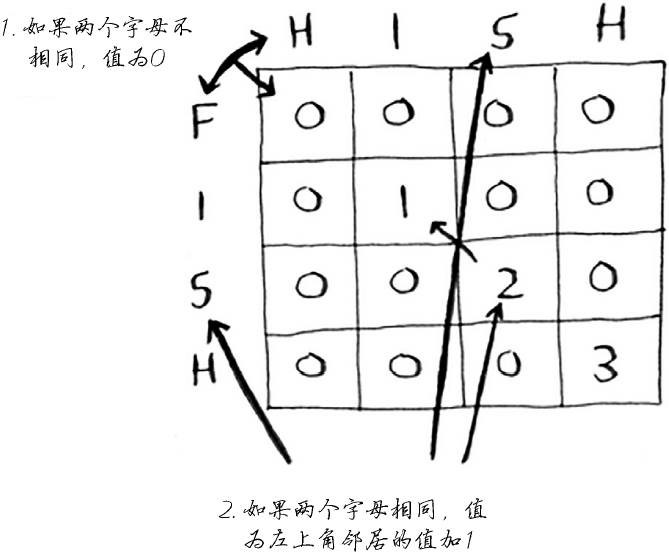 1. 如果两个字母不
相同，值为0
H I S H
F 0 0 0 0
I 0 1 0 0
S 0 0 2 0
H 0 0 0 3
2. 如果两个字母相同，值
为左上角邻居的值加1